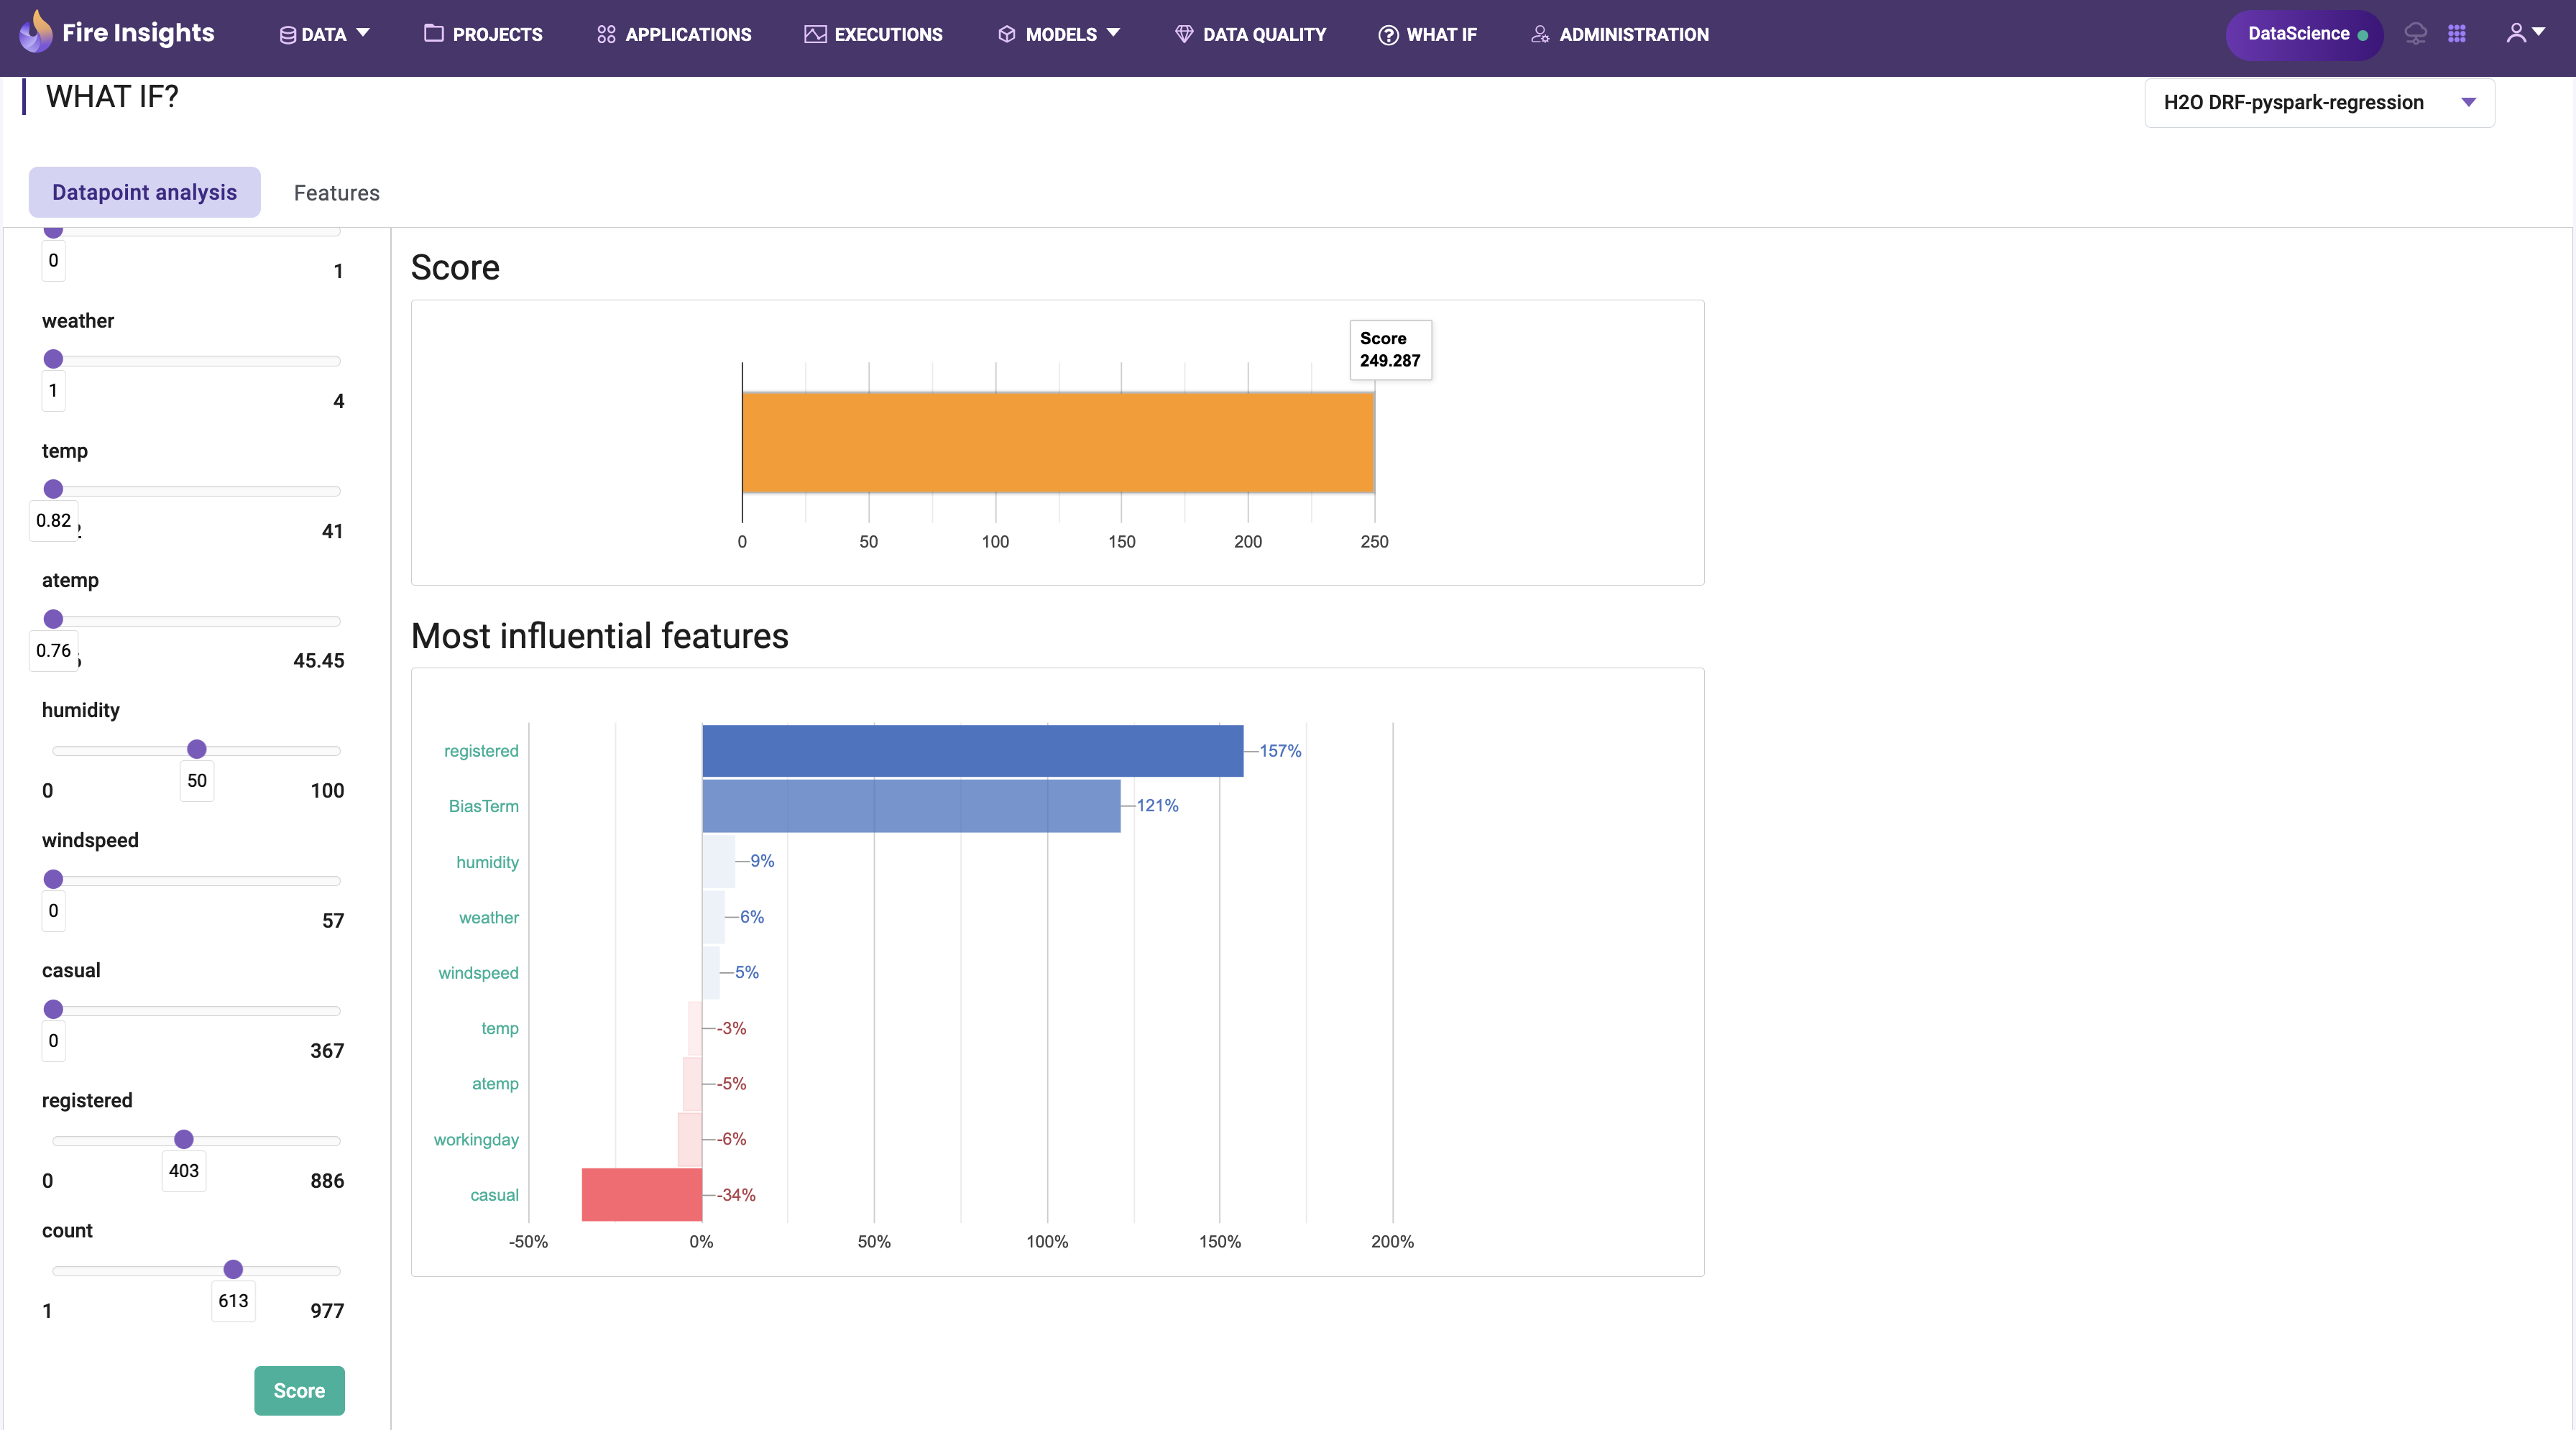 Fire Insights
DATA
PROJECTS
APPLICATIONS
EXECUTIONS
MODELS
DATA QUALITY
WHAT IF
ADMINISTRATION
DataScience
WHAT IF?
H2O DRF-pyspark-regression
Datapoint analysis
Features
0
1
weather
1
4
temp
0.82
41
atemp
0.76
45.45
humidity
0
50
100
windspeed
0
57
casual
0
367
registered
0
403
886
count
1
613
977
Score
Score
Score
249.287
0
50
100
150
200
250
Most influential features
registered
157%
BiasTerm
121%
humidity
9%
weather
6%
windspeed
5%
temp
-3%
atemp
-5%
workingday
-6%
casual
-34%
-50%
0%
50%
100%
150%
200%